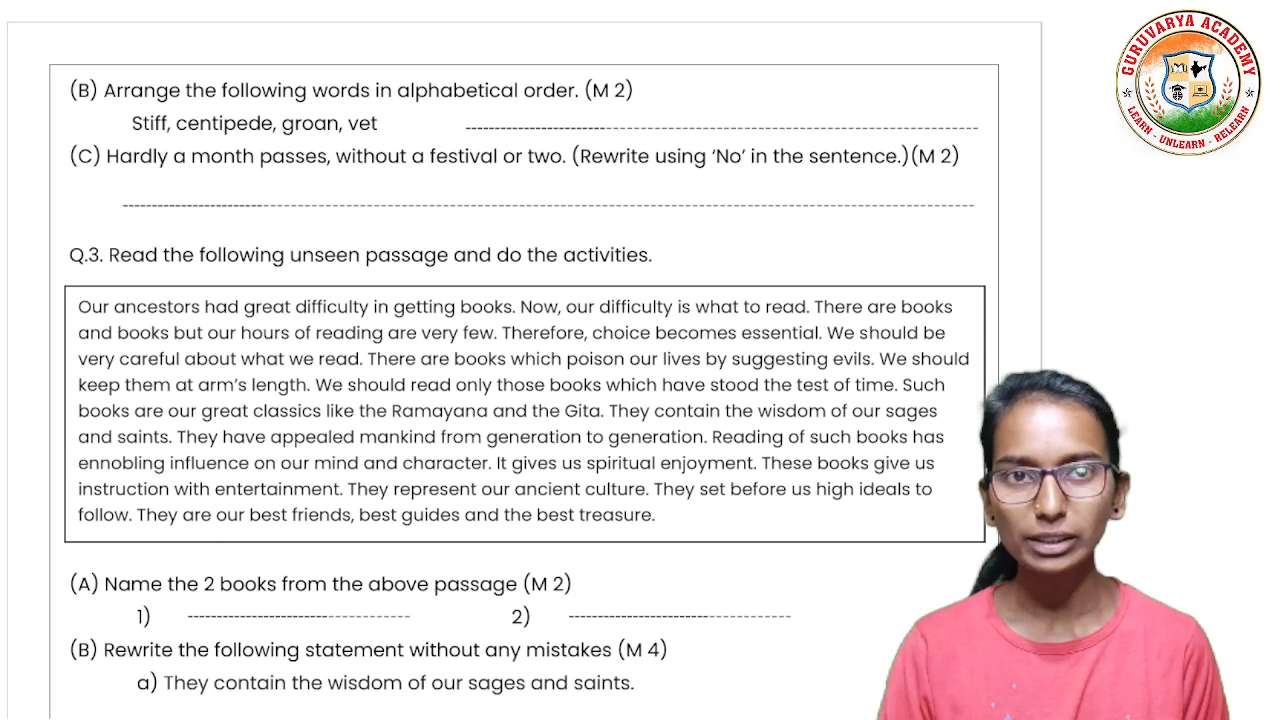 (B) Arrange the following words in alphabetical order. (M 2)
Stiff, centipede, groan, vet
(C) Hardly a month passes, without a festival or two. (Rewrite using ‘No’ in the sentence.)(M 2)
Q.3. Read the following unseen passage and do the activities.
Our ancestors had great difficulty in getting books. Now, our difficulty is what to read. There are books
and books but our hours of reading are very few. Therefore, choice becomes essential. We should be
very careful about what we read. There are books which poison our lives by suggesting evils. We should
keep them at arm’s length. We should read only those books which have stood the test of time. Such
books are our great classics like the Ramayana and the Gita. They contain the wisdom of our sages
and saints. They have appealed mankind from generation to generation. Reading of such books has
ennobling influence on our mind and character. It gives us spiritual enjoyment. These books give us
instruction with entertainment. They represent our ancient culture. They set before us high ideals to
follow. They are our best friends, best guides and the best treasure.
(A) Name the 2 books from the above passage (M 2)
1) 2)
(B) Rewrite the following statement without any mistakes (M 4)
a) They contain the wisdom of our sages and saints.
GURUVARYA ACADEMY
LEARN - UNLEARN - RELEARN